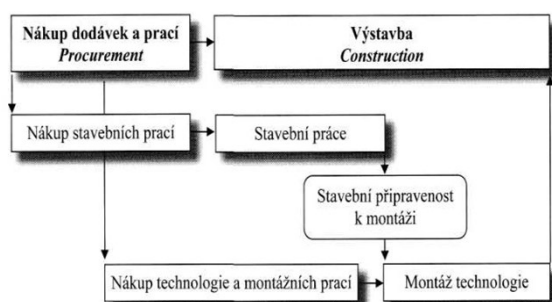 Nákup dodávek a prací
Procurement
Výstavba
Construction
Nákup stavebních prací
Stavební práce
Stavební připravenost
k montáži
Nákup technologie a montážních prací
Montáž technologie